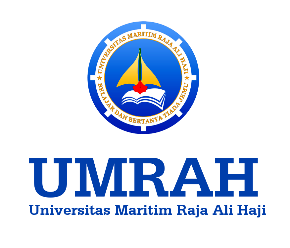 UNIVERSITAS MARITIM RAJA ALI HAJI
BELAJAR DAN BERTANYA TIADA JEMU
UMRAH
Universitas Maritim Raja Ali Haji